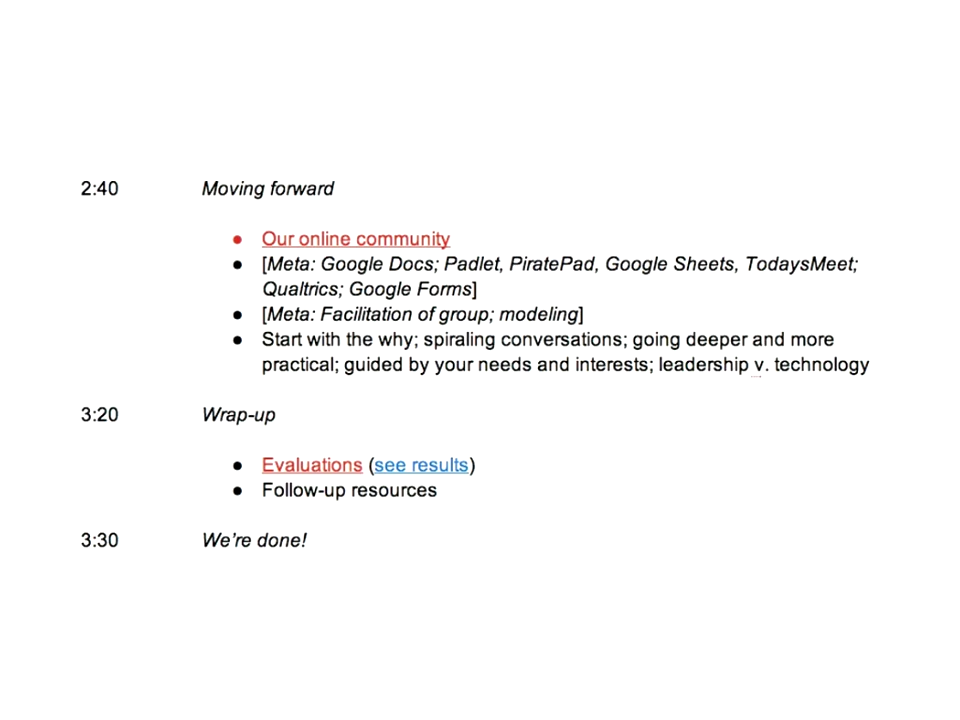 2:40 Moving forward
● Our online community
● [Meta: Google Docs; Padlet, PiratePad, Google Sheets, TodaysMeet;
Qualtrics; Google Forms]
● [Meta: Facilitation of group; modeling]
● Start with the why; spiraling conversations; going deeper and more
practical; guided by your needs and interests; leadership v. technology
3:20 Wrap-up
● Evaluations (see results)
● Follow-up resources
3:30 We're done!